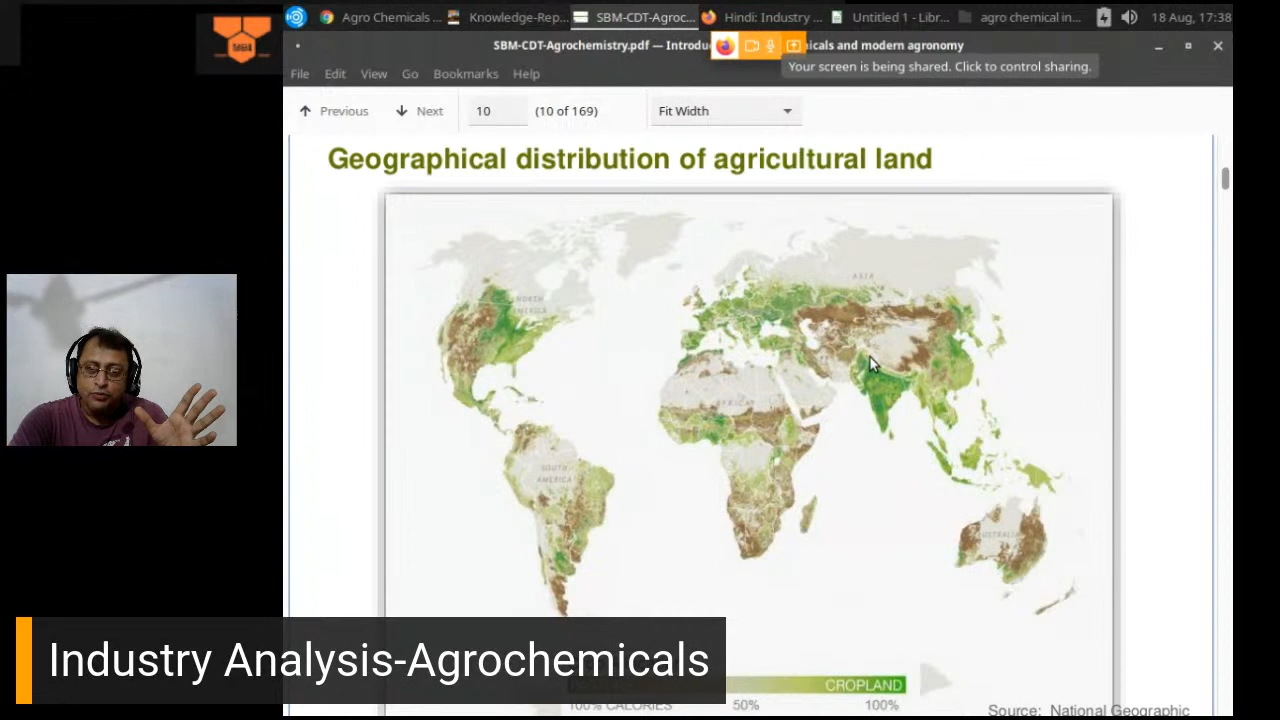 Agro Chemicals ...
Knowledge-Rep...
SBM-CDT-Agroc...
Hindi: Industry ...
Untitled 1 - Libr...
agro chemical in...
18 Aug, 17:38
SBM-CDT-Agrochemistry.pdf — Introdu
icals and modern agronomy
Your screen is being shared. Click to control sharing.
File Edit View Go Bookmarks Help
Previous Next 10 (10 of 169) Fit Width
Geographical distribution of agricultural land
ASIA
NORTH
AMERICA
AFRICA
SOUTH
AMERICA
AUSTRALIA
Industry Analysis-Agrochemicals
CROPLAND
100% CALORIES 50% 100%
Source: National Geographic